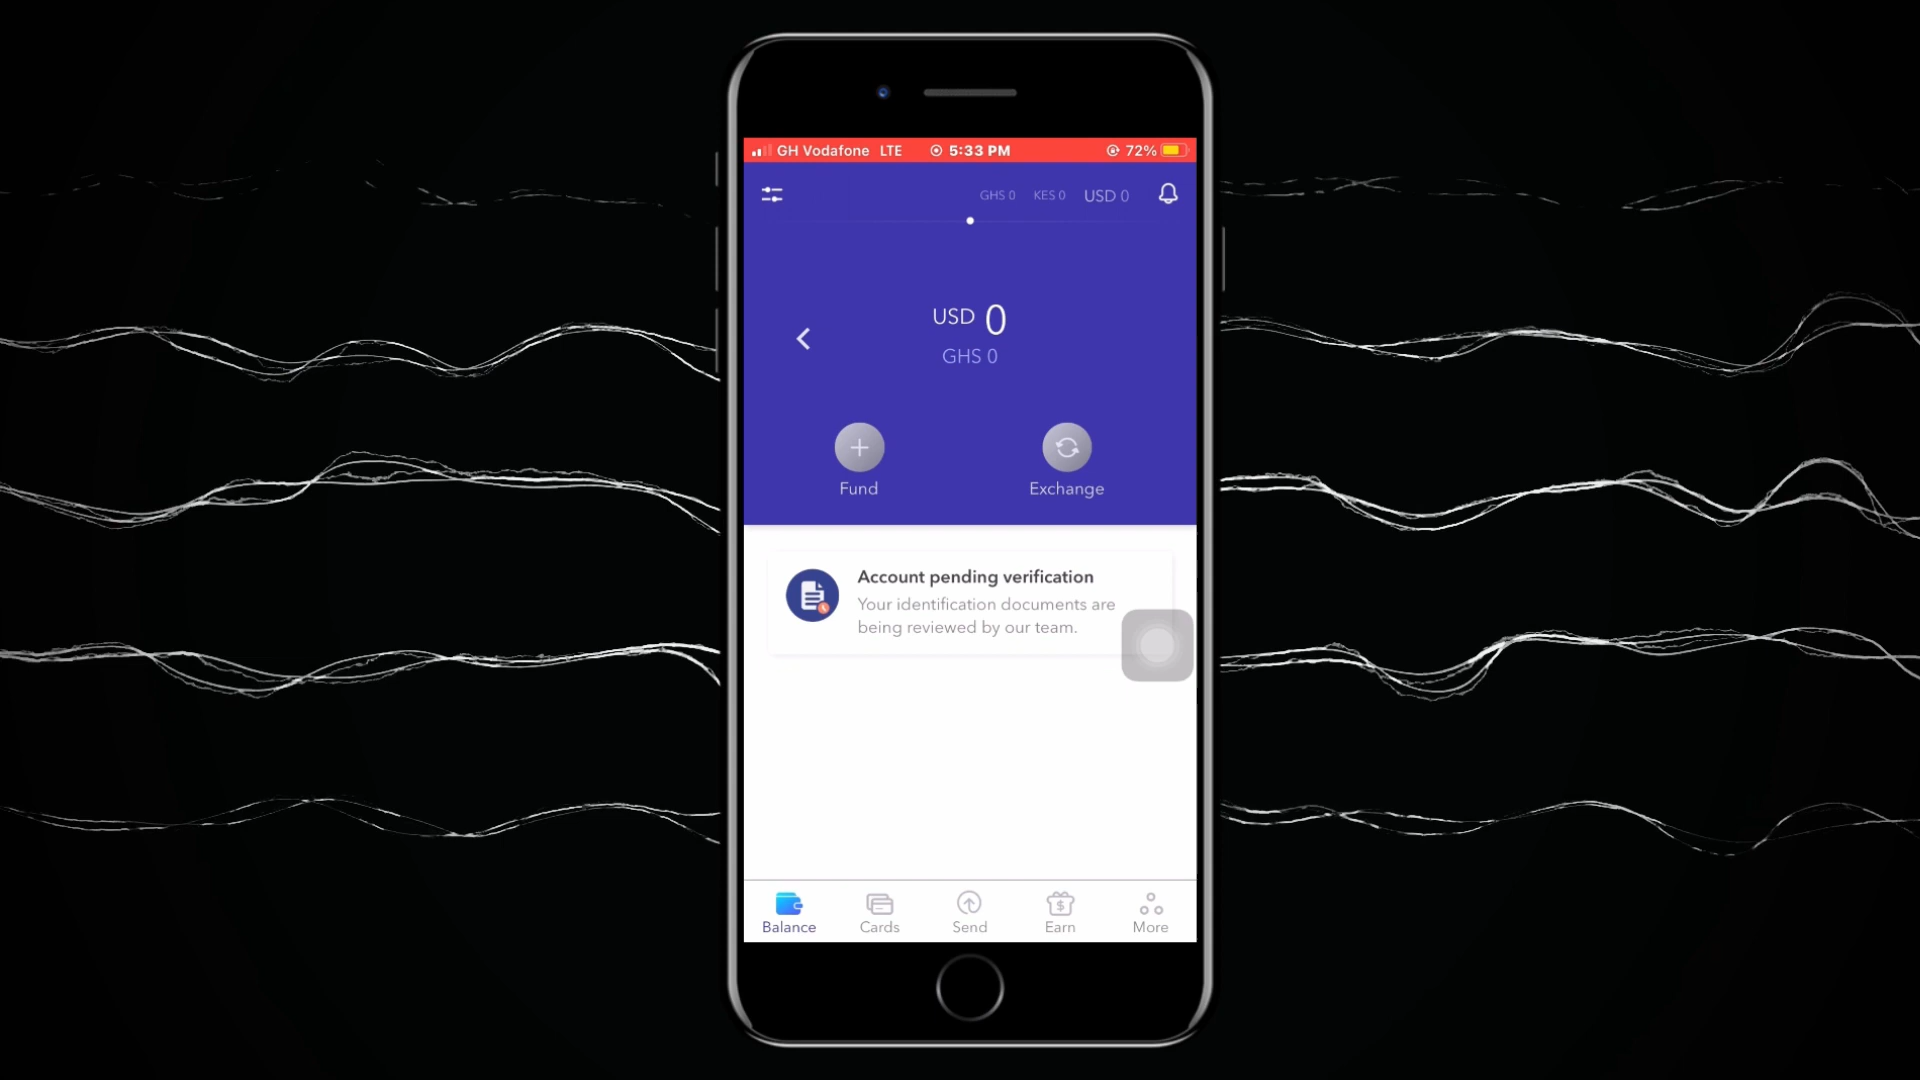 GH Vodafone LTE 5:33 PM 72%
GHS 0 KES 0 USD 0
USD 0
GHS 0
Fund Exchange
Account pending verification
Your identification documents are
being reviewed by our team.
Balance Cards Send Earn More